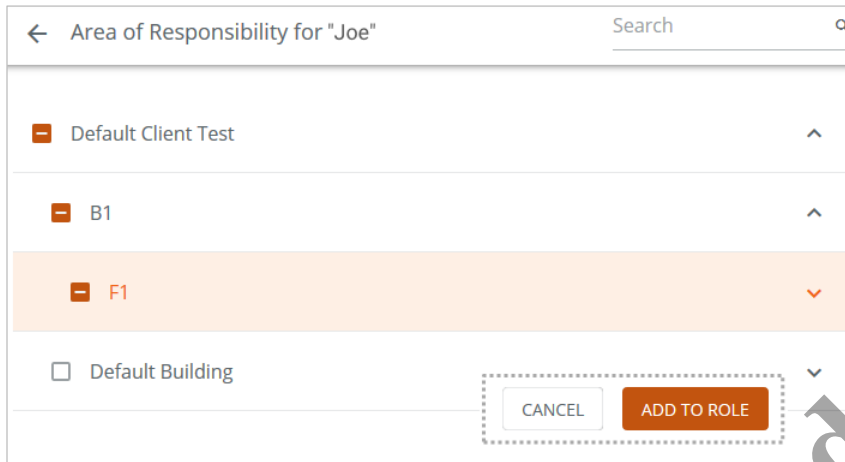 Area of Responsibility for "Joe"
Search
Default Client Test
B1
F1
Default Building
CANCEL
ADD TO ROLE